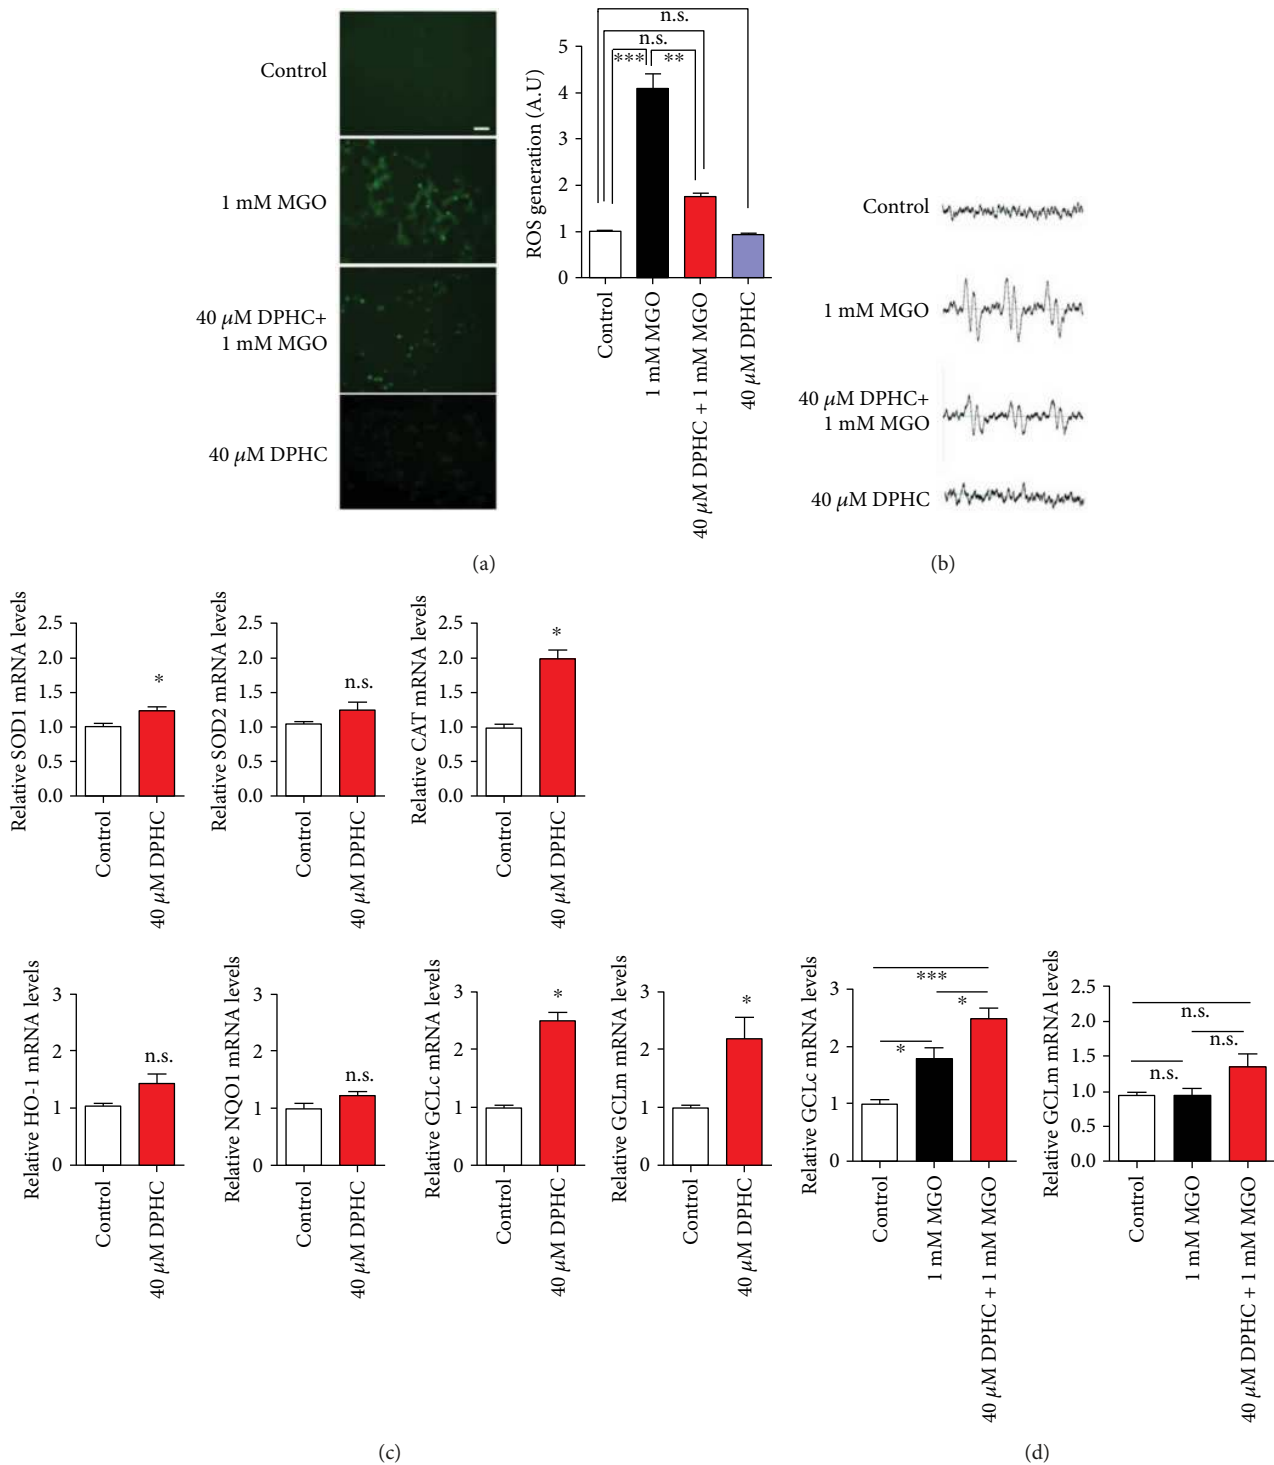 Control
1 mM MGO
40 μM DPHC+
1 mM MGO
40 μM DPHC
n.s.
n.s.
***
**
ROS generation (A.U)
5
4
3
2
1
0
Control
1 mM MGO
40 μM DPHC + 1 mM MGO
40 μM DPHC
(a)
Control
1 mM MGO
40 μM DPHC+
1 mM MGO
40 μM DPHC
(b)
Relative SOD1 mRNA levels
2.5
2.0
1.5
1.0
0.5
0.0
*
Control
40 μM DPHC
Relative SOD2 mRNA levels
2.5
2.0
1.5
1.0
0.5
0.0
n.s.
Control
40 μM DPHC
Relative CAT mRNA levels
2.5
2.0
1.5
1.0
0.5
0.0
*
Control
40 μM DPHC
Relative HO-1 mRNA levels
3
2
1
0
n.s.
Control
40 μM DPHC
Relative NQO1 mRNA levels
3
2
1
0
n.s.
Control
40 μM DPHC
Relative GCLc mRNA levels
3
2
1
0
*
Control
40 μM DPHC
Relative GCLm mRNA levels
3
2
1
0
*
Control
40 μM DPHC
(c)
Relative GCLc mRNA levels
3
2
1
0
***
*
*
Control
1 mM MGO
40 μM DPHC + 1 mM MGO
Relative GCLm mRNA levels
2.5
2.0
1.5
1.0
0.5
0.0
n.s.
n.s.
n.s.
Control
1 mM MGO
40 μM DPHC + 1 mM MGO
(d)